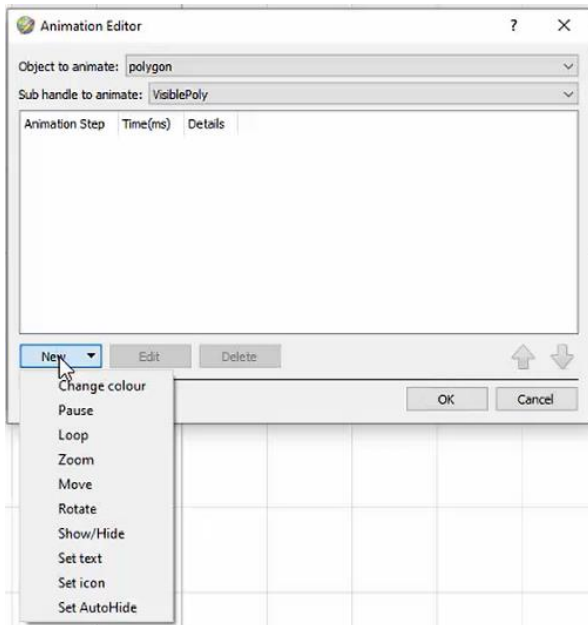 Animation Editor ? X
Object to animate: polygon
Sub handle to animate: VisiblePoly
Animation Step Time(ms) Details
New Edit Delete
Change colour
Pause
Loop
Zoom
Move
Rotate
Show/Hide
Set text
Set icon
Set AutoHide
OK Cancel